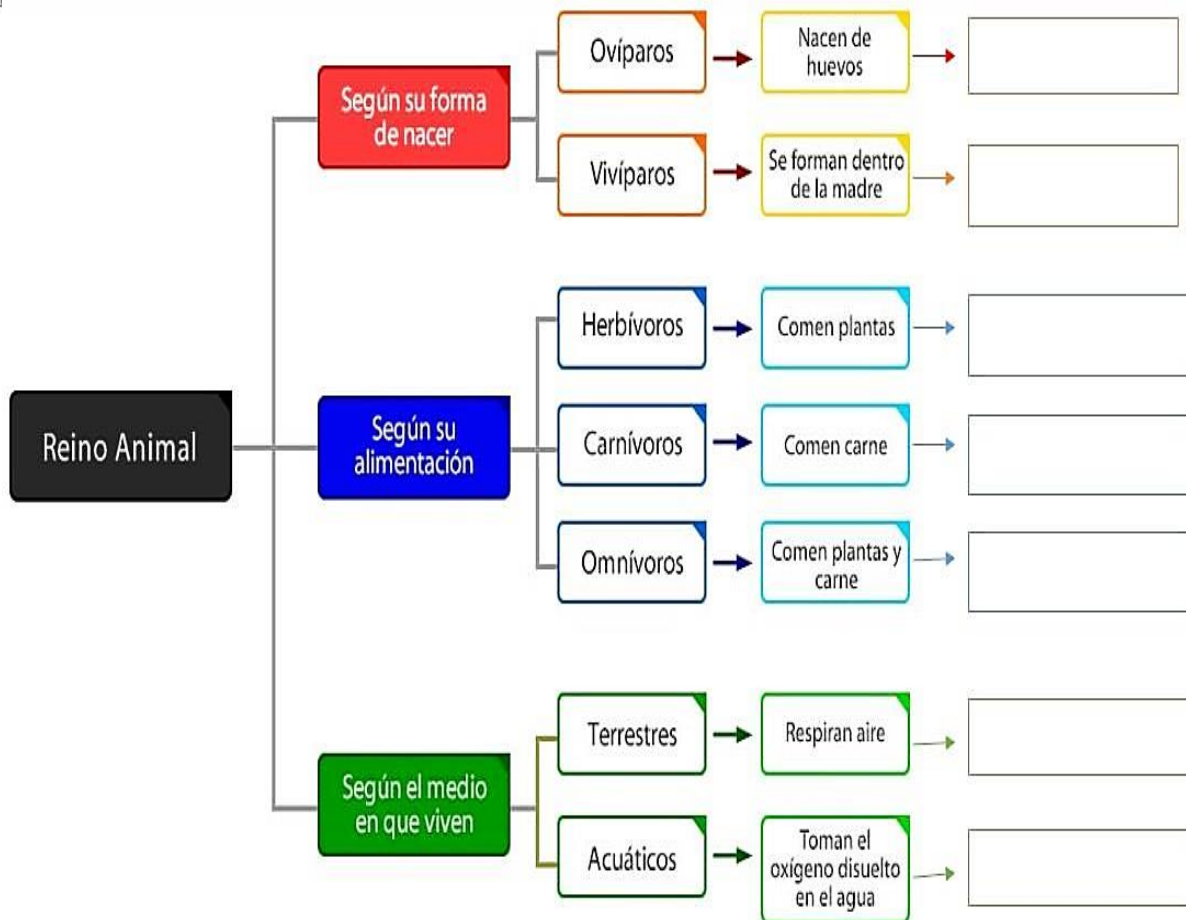 Reino Animal
Según su forma
de nacer
Ovíparos
Nacen de
huevos
Vivíparos
Se forman dentro
de la madre
Según su
alimentación
Herbívoros
Comen plantas
Carnívoros
Comen carne
Omnívoros
Comen plantas y
carne
Según el medio
en que viven
Terrestres
Respiran aire
Acuáticos
Toman el
oxígeno disuelto
en el agua